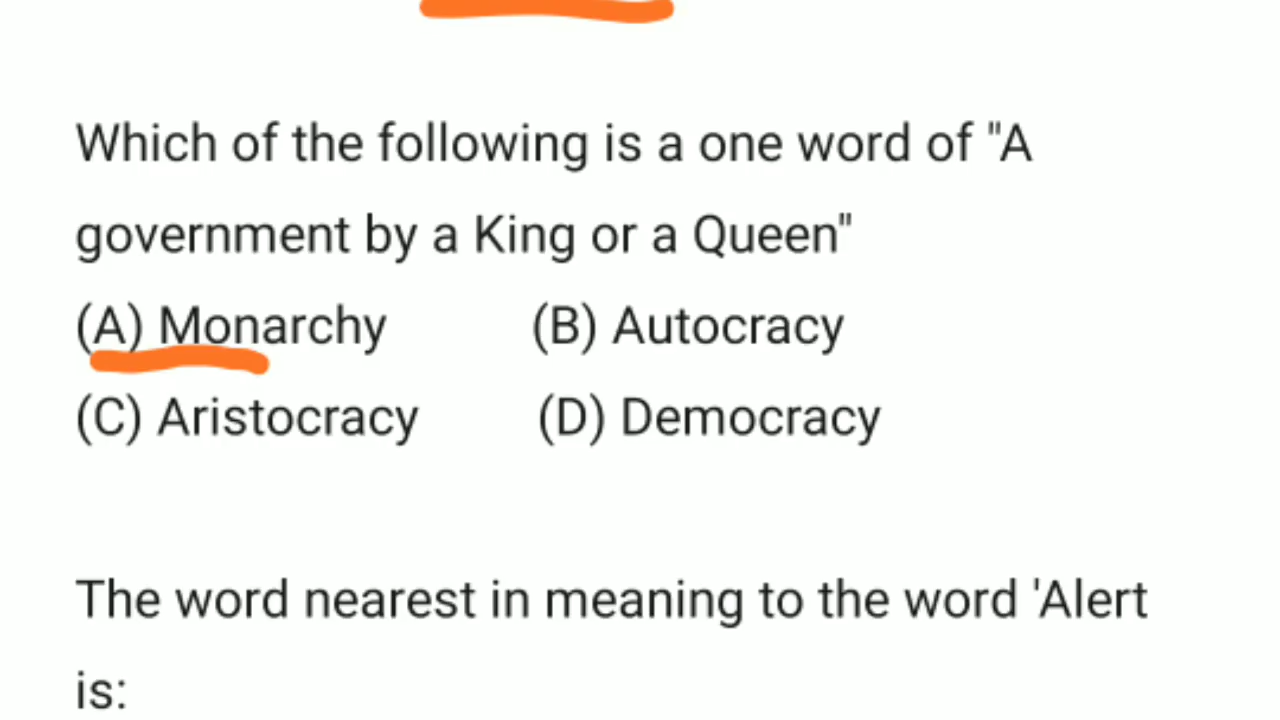 Which of the following is a one word of "A
government by a King or a Queen"
(A) Monarchy (B) Autocracy
(C) Aristocracy (D) Democracy
The word nearest in meaning to the word 'Alert
is: